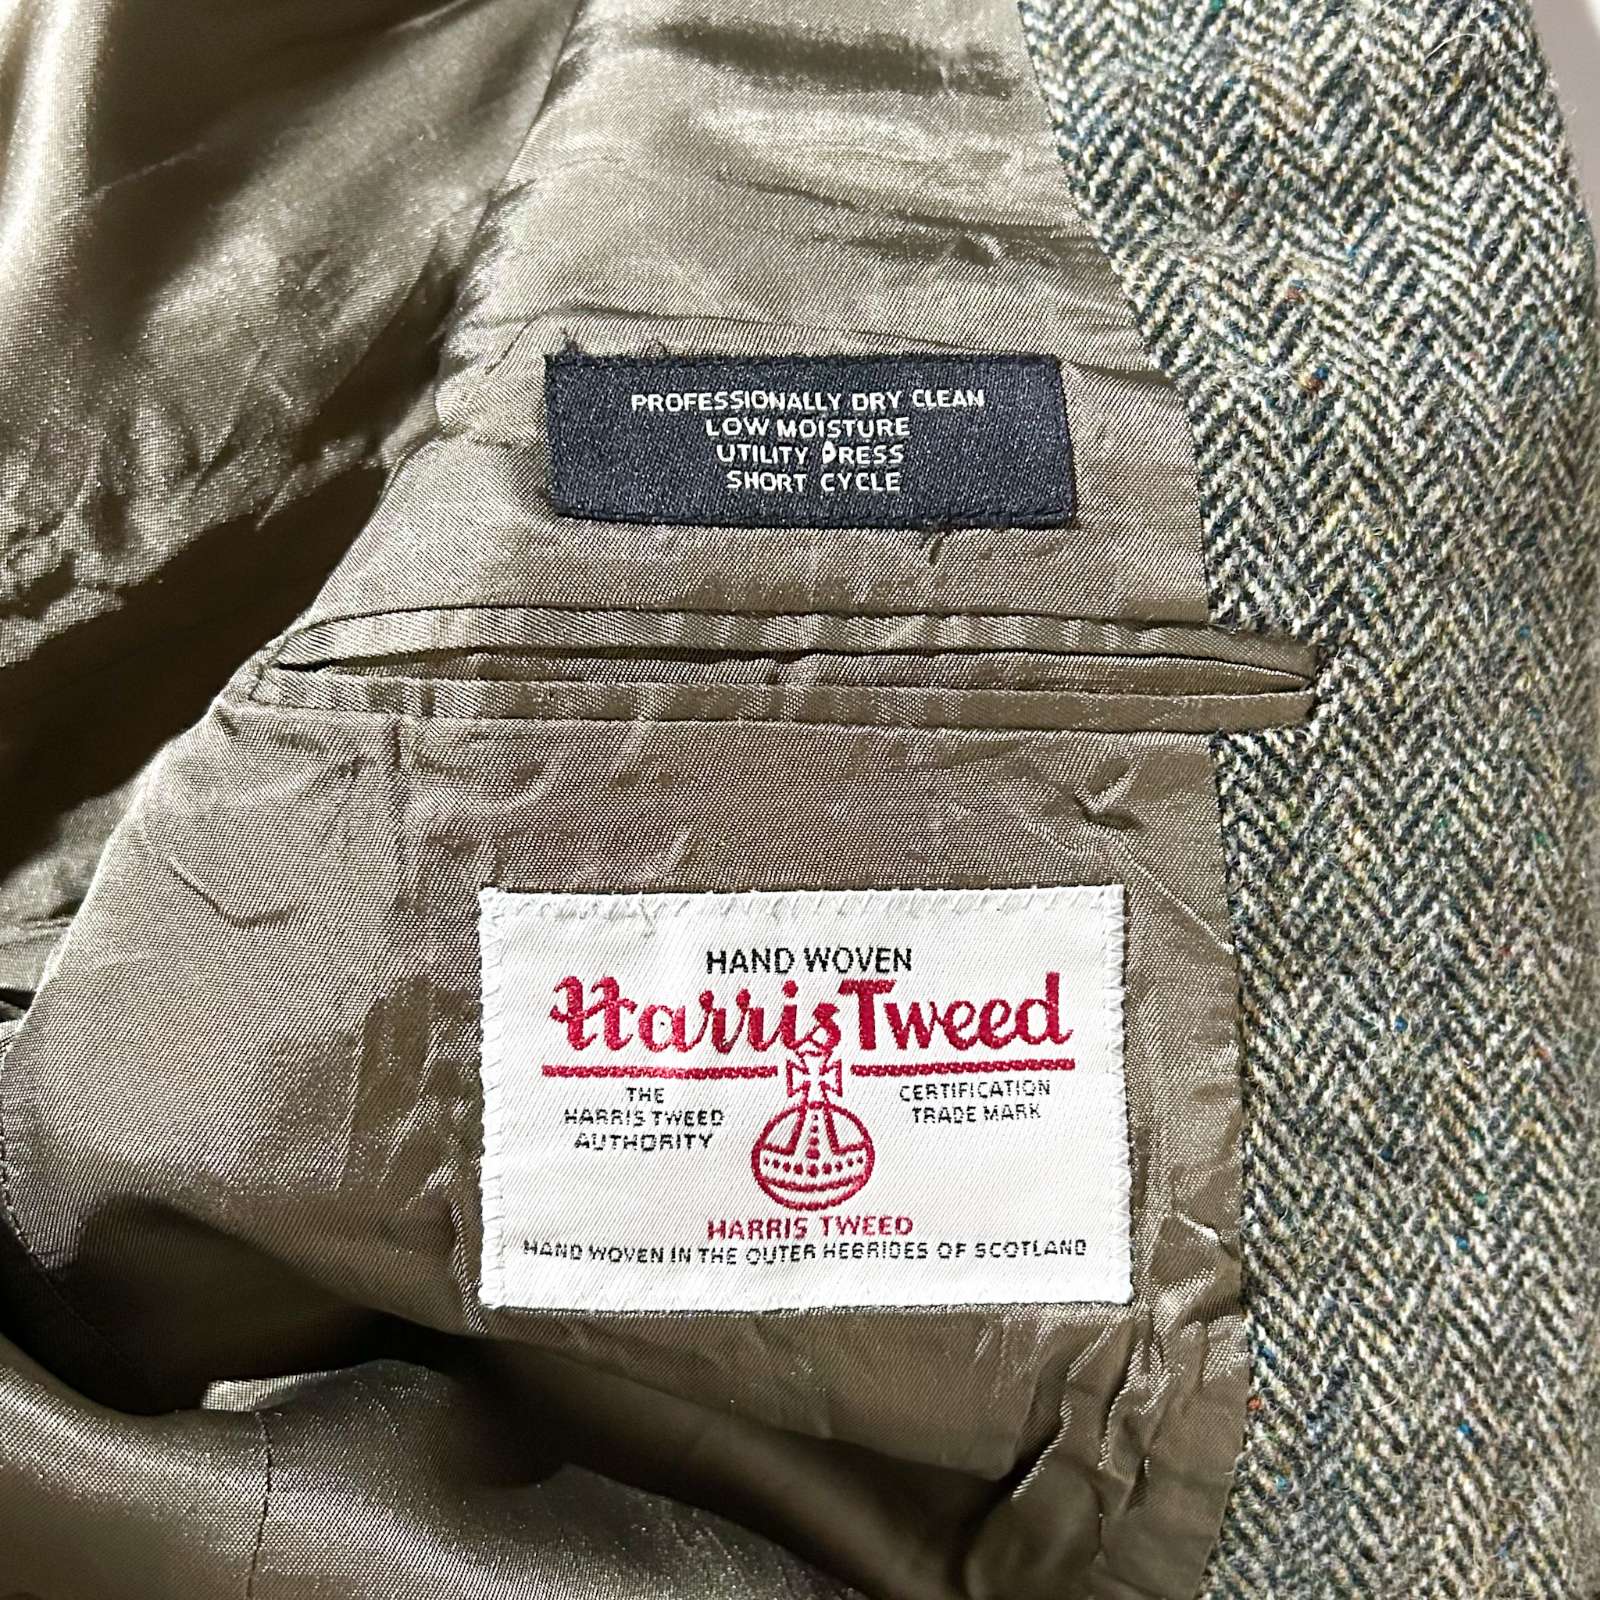 PROFESSIONALLY DRY CLEAN
LOW MOISTURE
UTILITY PRESS
SHORT CYCLE
HAND WOVEN
Harris Tweed
THE
HARRIS TWEED
AUTHORITY
CERTIFICATION
TRADE MARK
HARRIS TWEED
HAND WOVEN IN THE OUTER HEBRIDES OF SCOTLAND